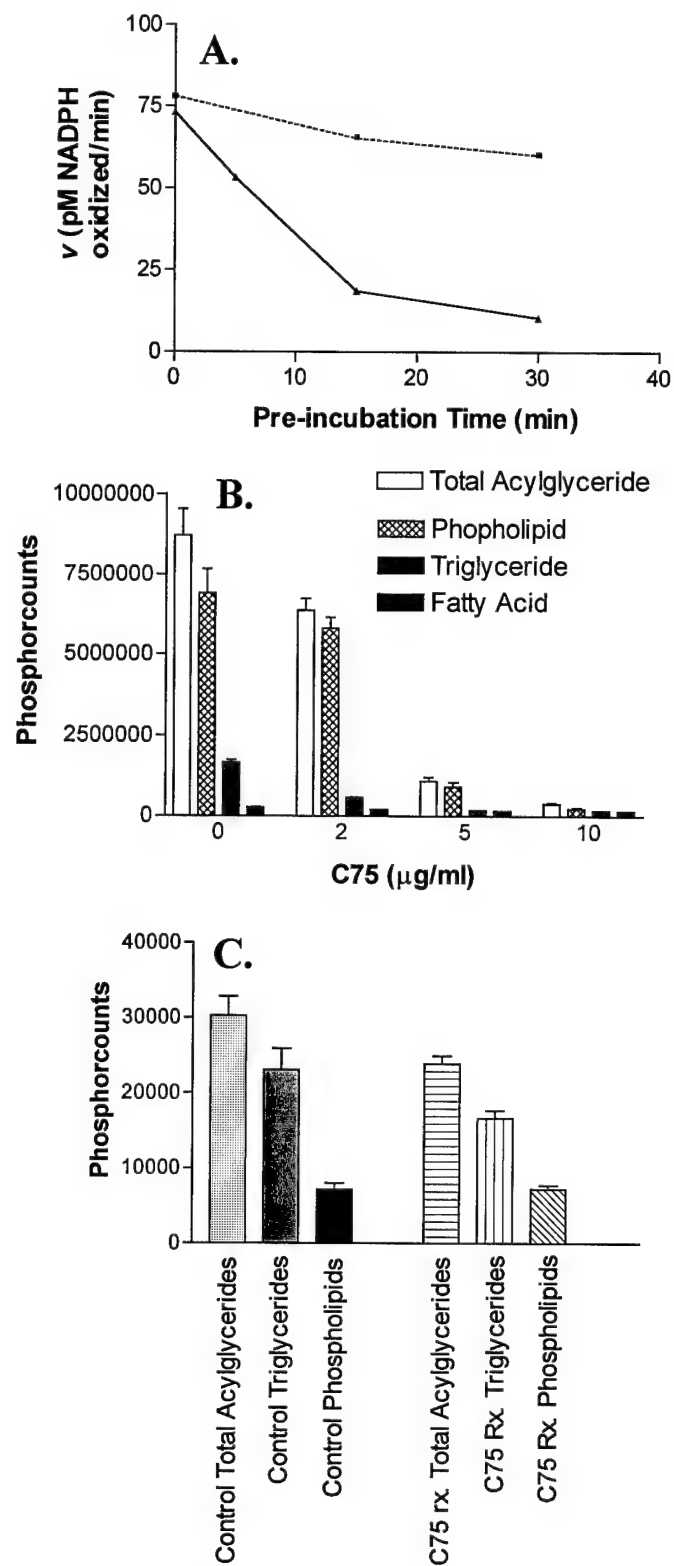 A.
100
75
50
25
0
v (pM NADPH
oxidized/min)
0 10 20 30 40
Pre-incubation Time (min)
B.
10000000
7500000
5000000
2500000
0
Phosphorcounts
Total Acylglyceride
Phopholipid
Triglyceride
Fatty Acid
0 2 5 10
C75 (μg/ml)
C.
40000
30000
20000
10000
0
Phosphorcounts
Control Total Acylglycerides
Control Triglycerides
Control Phospholipids
C75 rx. Total Acylglycerides
C75 Rx. Triglycerides
C75 Rx. Phospholipids